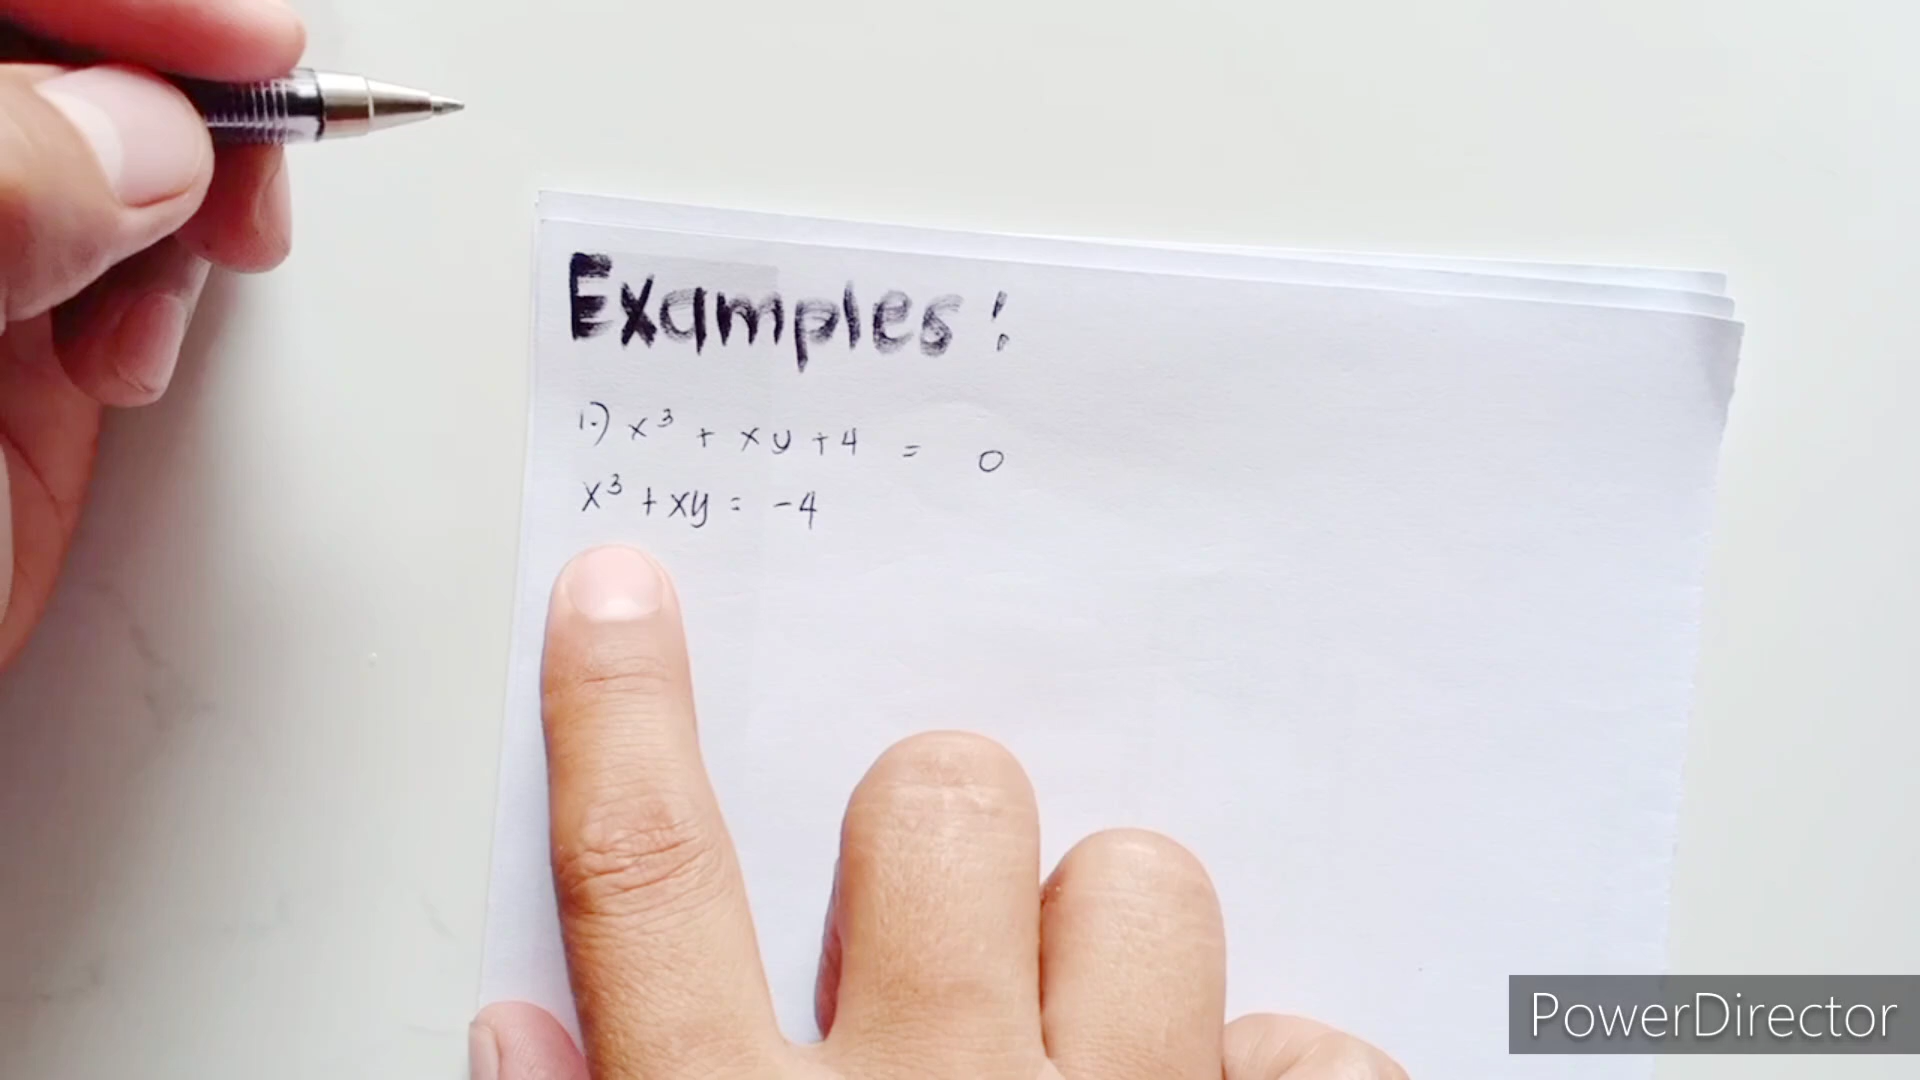 Examples:
1.) x³ + xy + 4 = 0
x³ + xy = -4
PowerDirector